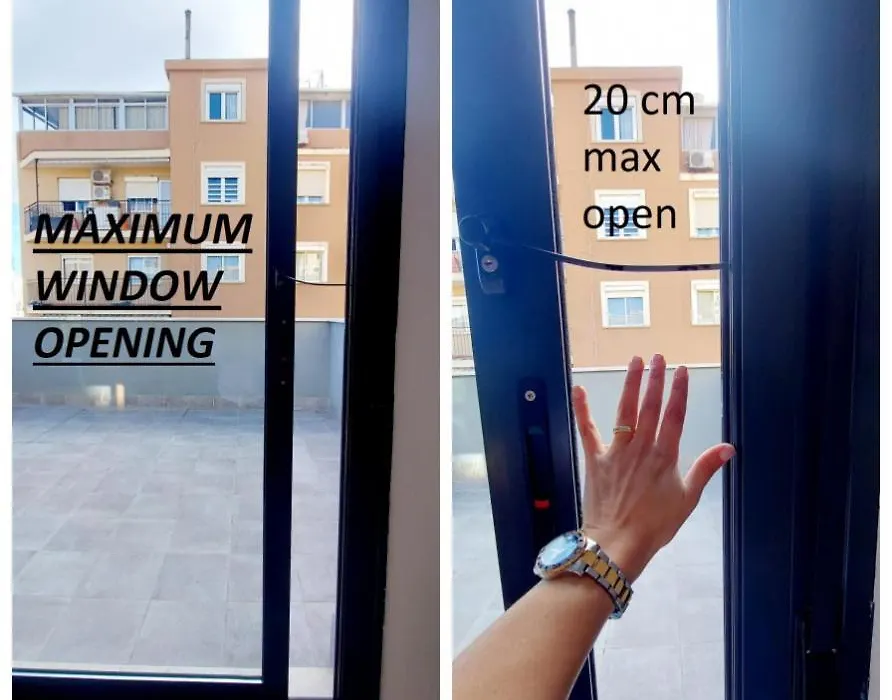 MAXIMUM
WINDOW
OPENING
20 cm
max
open